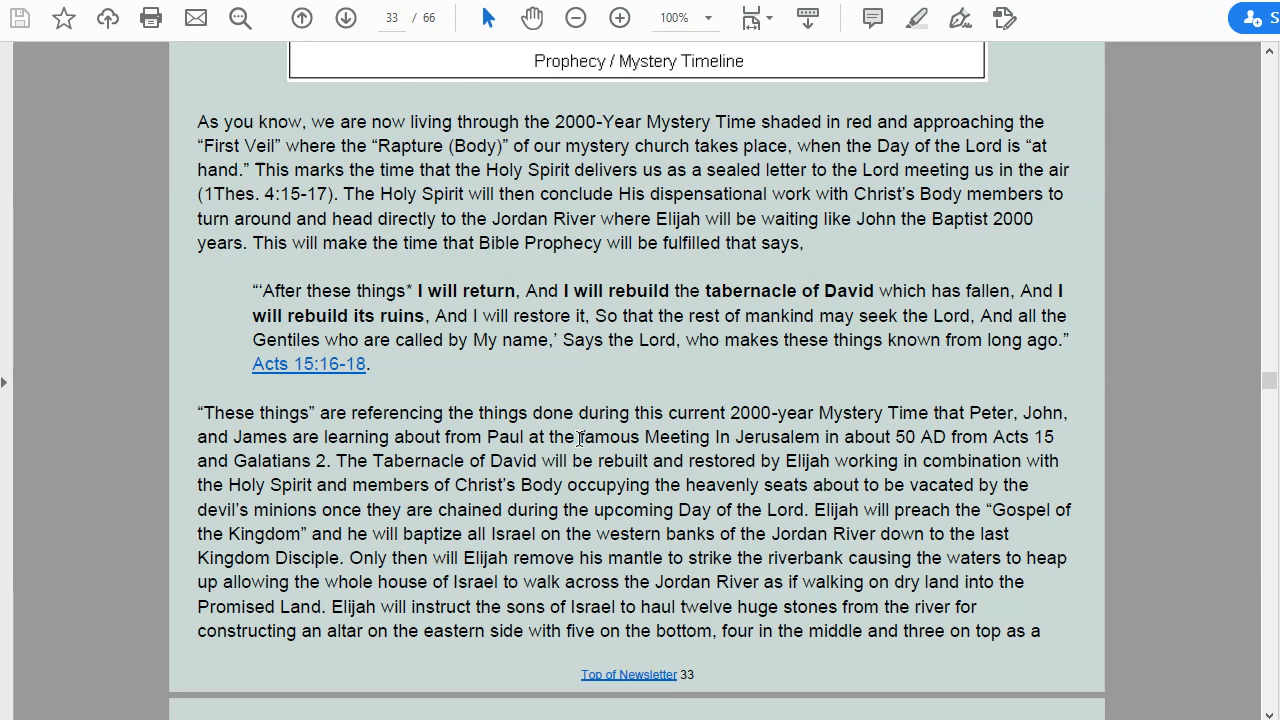 33 / 66
100%
S
Prophecy / Mystery Timeline
As you know, we are now living through the 2000-Year Mystery Time shaded in red and approaching the
“First Veil” where the “Rapture (Body)” of our mystery church takes place, when the Day of the Lord is “at
hand.” This marks the time that the Holy Spirit delivers us as a sealed letter to the Lord meeting us in the air
(1Thes. 4:15-17). The Holy Spirit will then conclude His dispensational work with Christ’s Body members to
turn around and head directly to the Jordan River where Elijah will be waiting like John the Baptist 2000
years. This will make the time that Bible Prophecy will be fulfilled that says,
“‘After these things* I will return, And I will rebuild the tabernacle of David which has fallen, And I
will rebuild its ruins, And I will restore it, So that the rest of mankind may seek the Lord, And all the
Gentiles who are called by My name,’ Says the Lord, who makes these things known from long ago.”
Acts 15:16-18.
“These things” are referencing the things done during this current 2000-year Mystery Time that Peter, John,
and James are learning about from Paul at the famous Meeting In Jerusalem in about 50 AD from Acts 15
and Galatians 2. The Tabernacle of David will be rebuilt and restored by Elijah working in combination with
the Holy Spirit and members of Christ’s Body occupying the heavenly seats about to be vacated by the
devil’s minions once they are chained during the upcoming Day of the Lord. Elijah will preach the “Gospel of
the Kingdom” and he will baptize all Israel on the western banks of the Jordan River down to the last
Kingdom Disciple. Only then will Elijah remove his mantle to strike the riverbank causing the waters to heap
up allowing the whole house of Israel to walk across the Jordan River as if walking on dry land into the
Promised Land. Elijah will instruct the sons of Israel to haul twelve huge stones from the river for
constructing an altar on the eastern side with five on the bottom, four in the middle and three on top as a
Top of Newsletter 33